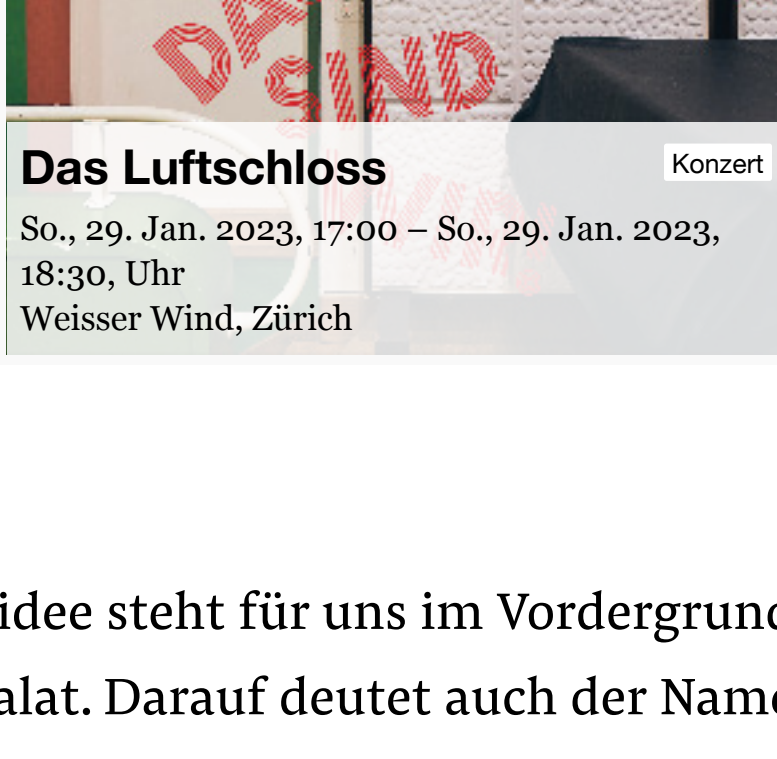 DAS
SIND
WIR.
Das Luftschloss
Konzert
So., 29. Jan. 2023, 17:00 – So., 29. Jan. 2023,
18:30, Uhr
Weisser Wind, Zürich
idee steht für uns im Vordergrund
alat. Darauf deutet auch der Name